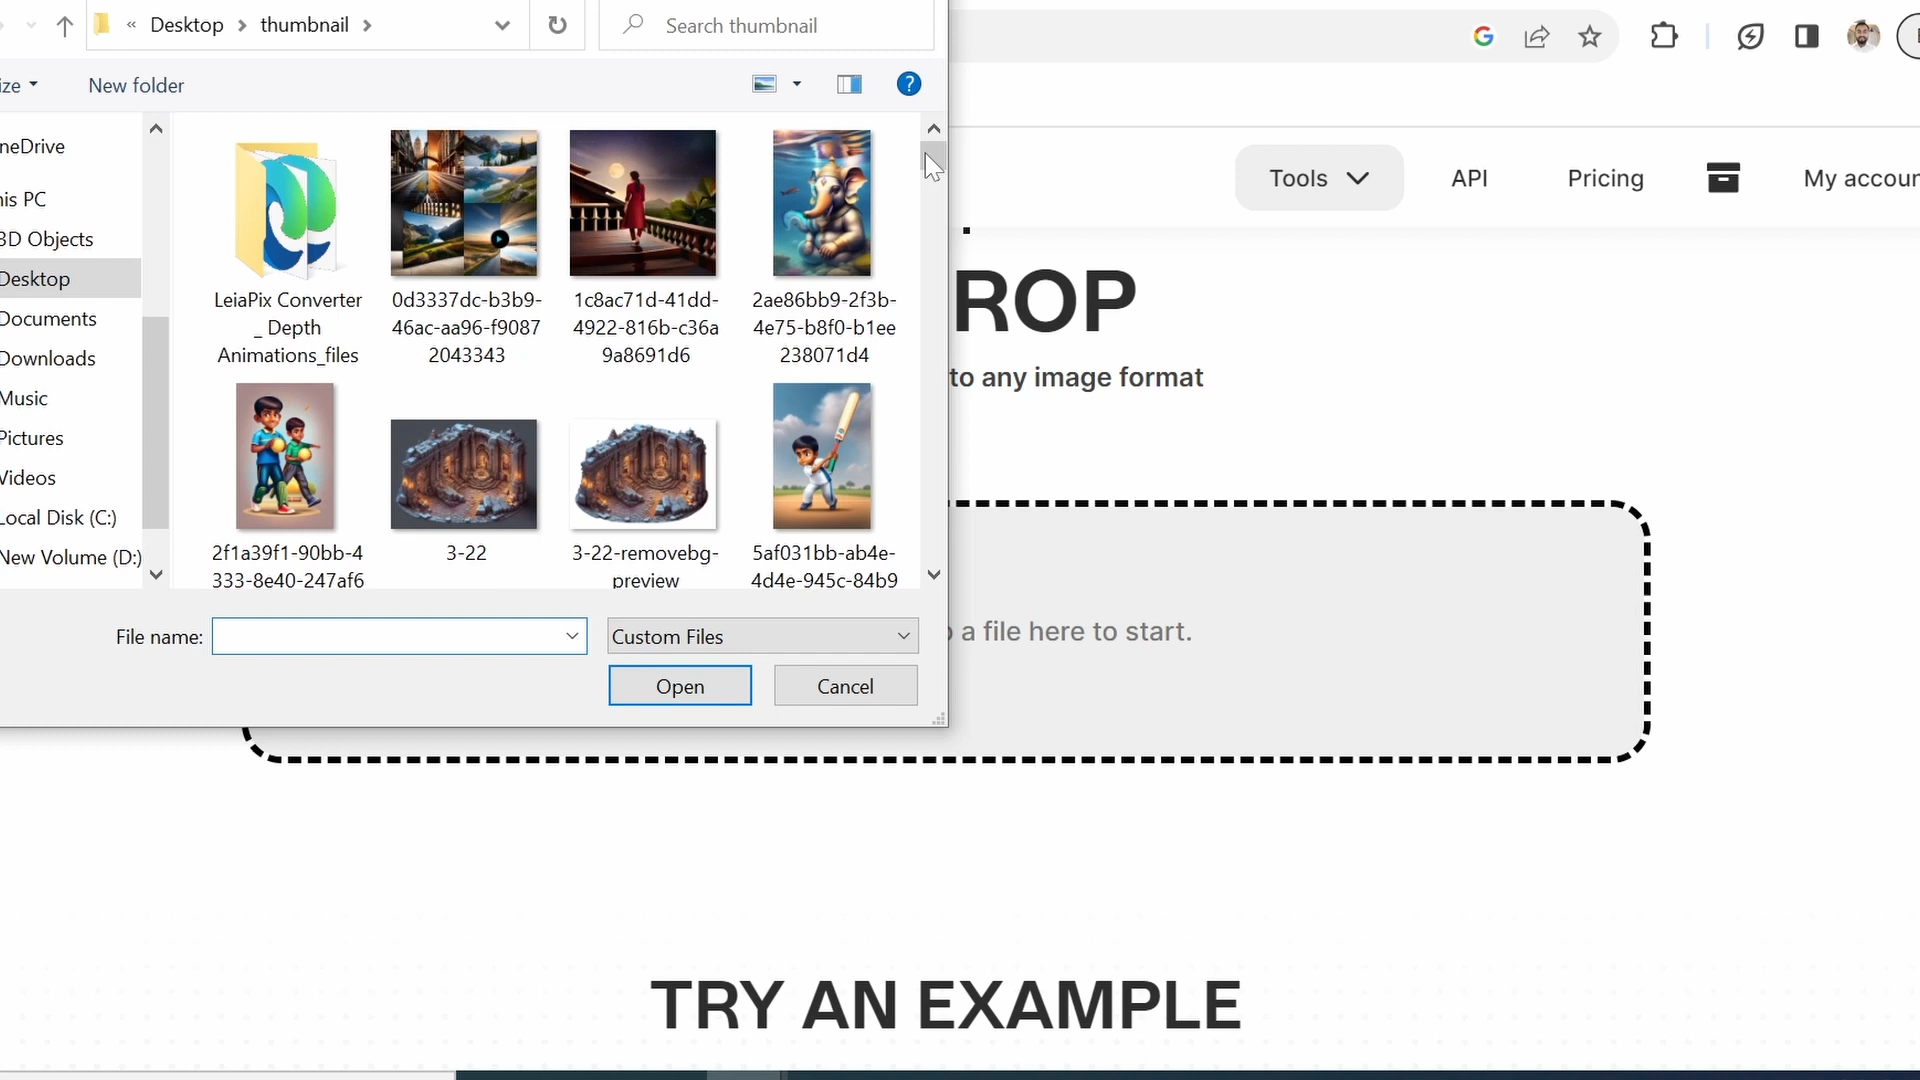 « Desktop > thumbnail >
Search thumbnail
ize
New folder
?
neDrive
his PC
3D Objects
Desktop
Documents
Downloads
Music
Pictures
Videos
Local Disk (C:)
New Volume (D:)
LeiaPix Converter
_ Depth
Animations_files
0d3337dc-b3b9-
46ac-aa96-f9087
2043343
1c8ac71d-41dd-
4922-816b-c36a
9a8691d6
2ae86bb9-2f3b-
4e75-b8f0-b1ee
238071d4
2f1a39f1-90bb-4
333-8e40-247af6
3-22
3-22-removebg-
preview
5af031bb-ab4e-
4d4e-945c-84b9
File name:
Custom Files
Open
Cancel
Tools
API
Pricing
My accour
ROP
to any image format
a file here to start.
TRY AN EXAMPLE